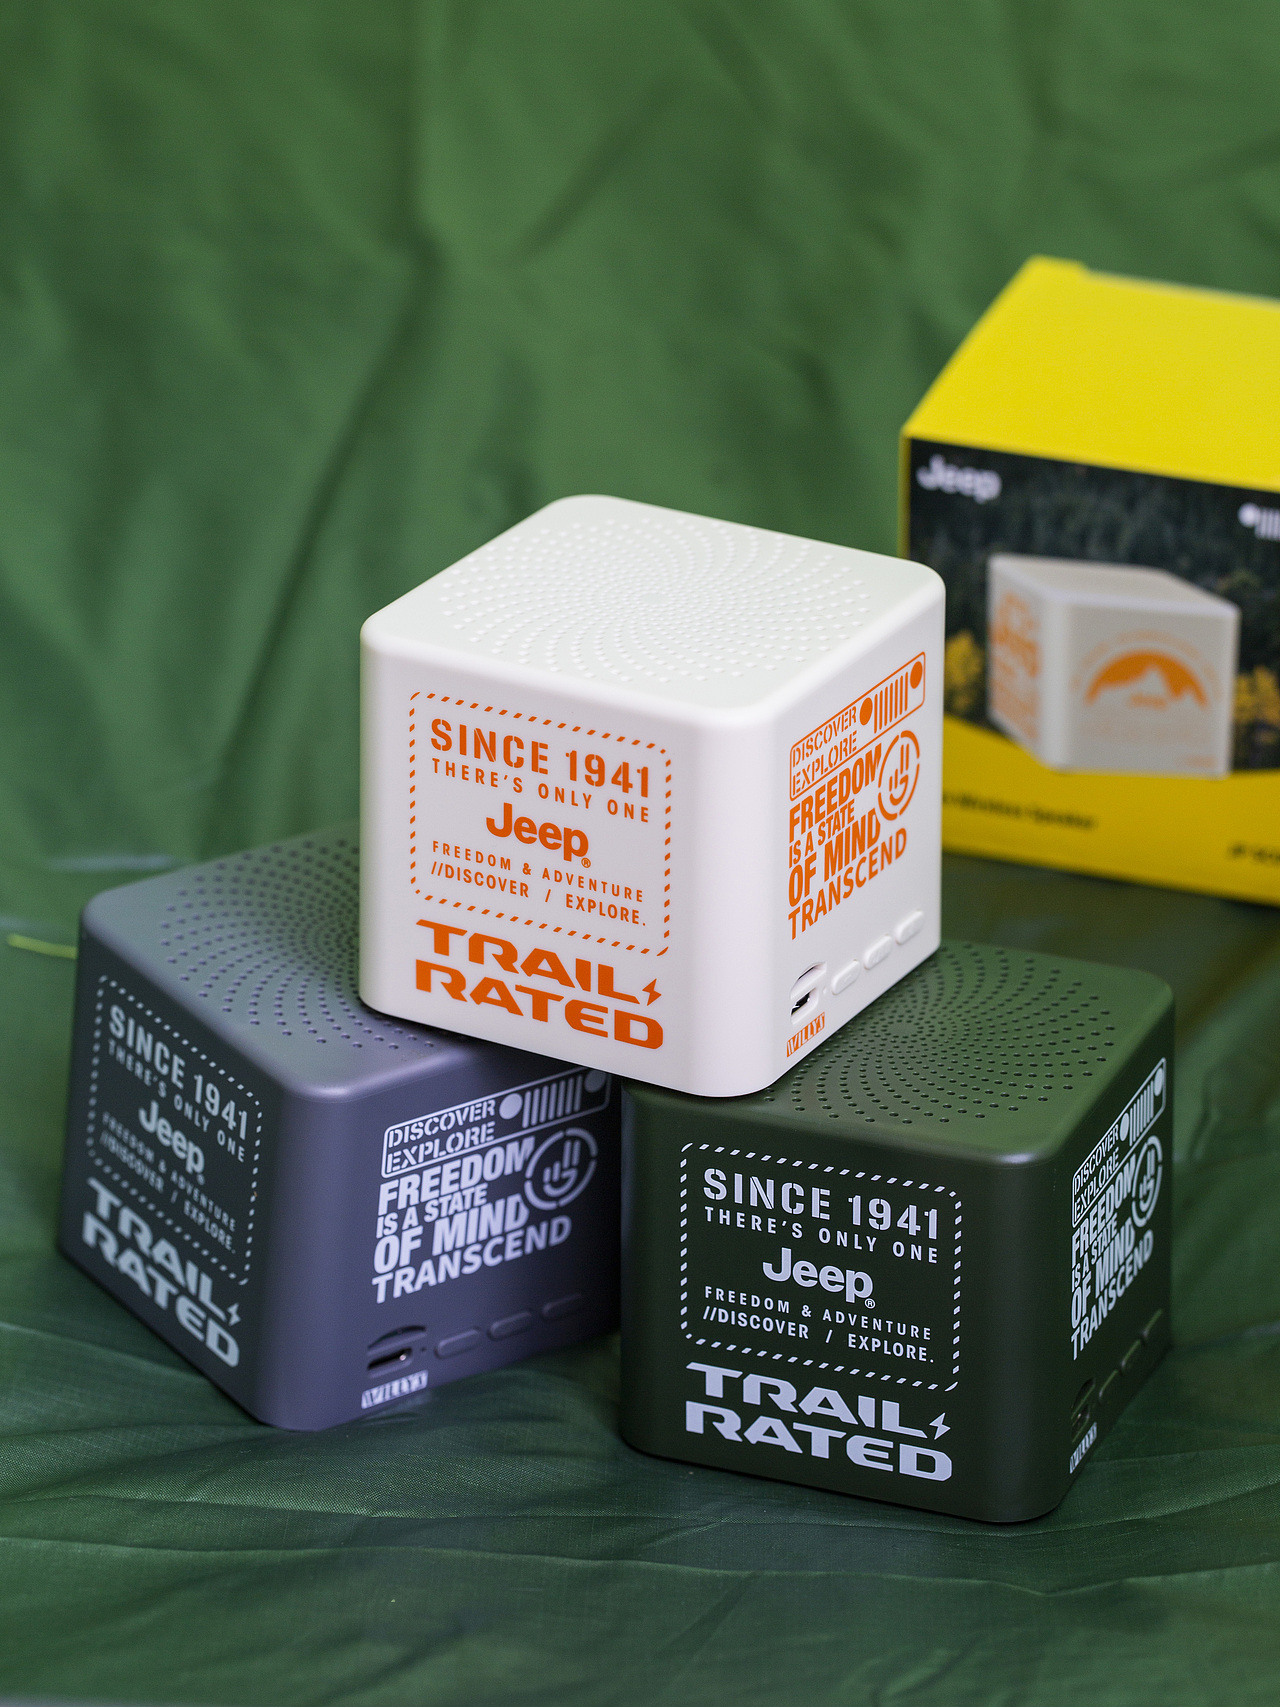 Jeep
SINCE 1941
THERE'S ONLY ONE
Jeep®
FREEDOM & ADVENTURE
//DISCOVER / EXPLORE.
TRAIL
RATED
DISCOVER
EXPLORE
FREEDOM
IS A STATE
OF MIND
TRANSCEND
WILLYS
SINCE 1941
THERE'S ONLY ONE
Jeep
FREEDOM & ADVENTURE
//DISCOVER / EXPLORE.
TRAIL
RATED
DISCOVER
EXPLORE
FREEDOM
IS A STATE
OF MIND
TRANSCEND
WILLYS
SINCE 1941
THERE'S ONLY ONE
Jeep®
FREEDOM & ADVENTURE
//DISCOVER / EXPLORE.
TRAIL
RATED
DISCOVER
EXPLORE
FREEDOM
IS A STATE
OF MIND
TRANSCEND
WILLYS
Wireless Speaker